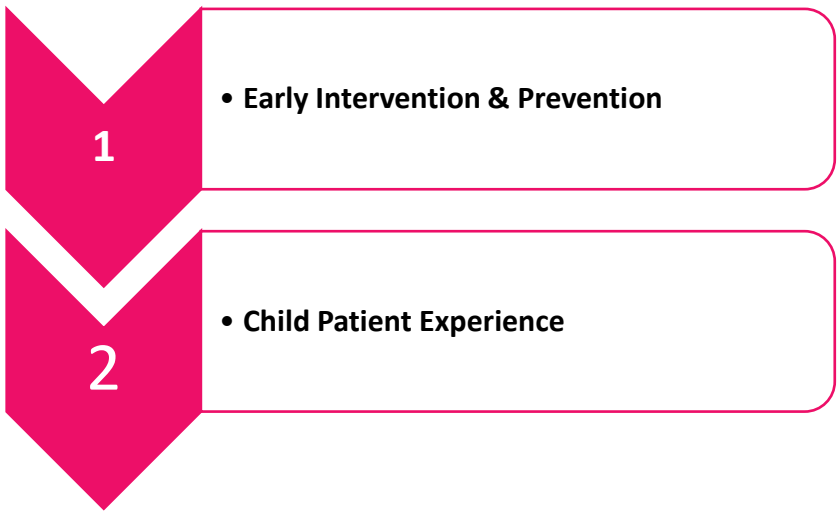 1
• Early Intervention & Prevention
2
• Child Patient Experience